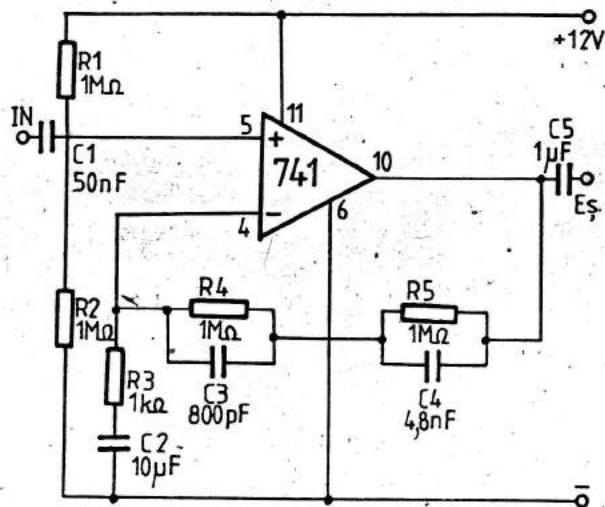 +12V
R1
1MΩ
11
IN
5
+
741
10
C5
1µF
C1
50nF
Eş
4
−
6
R4
1MΩ
R5
1MΩ
R2
1MΩ
R3
1kΩ
C3
800pF
C4
4,8nF
C2
10µF
−